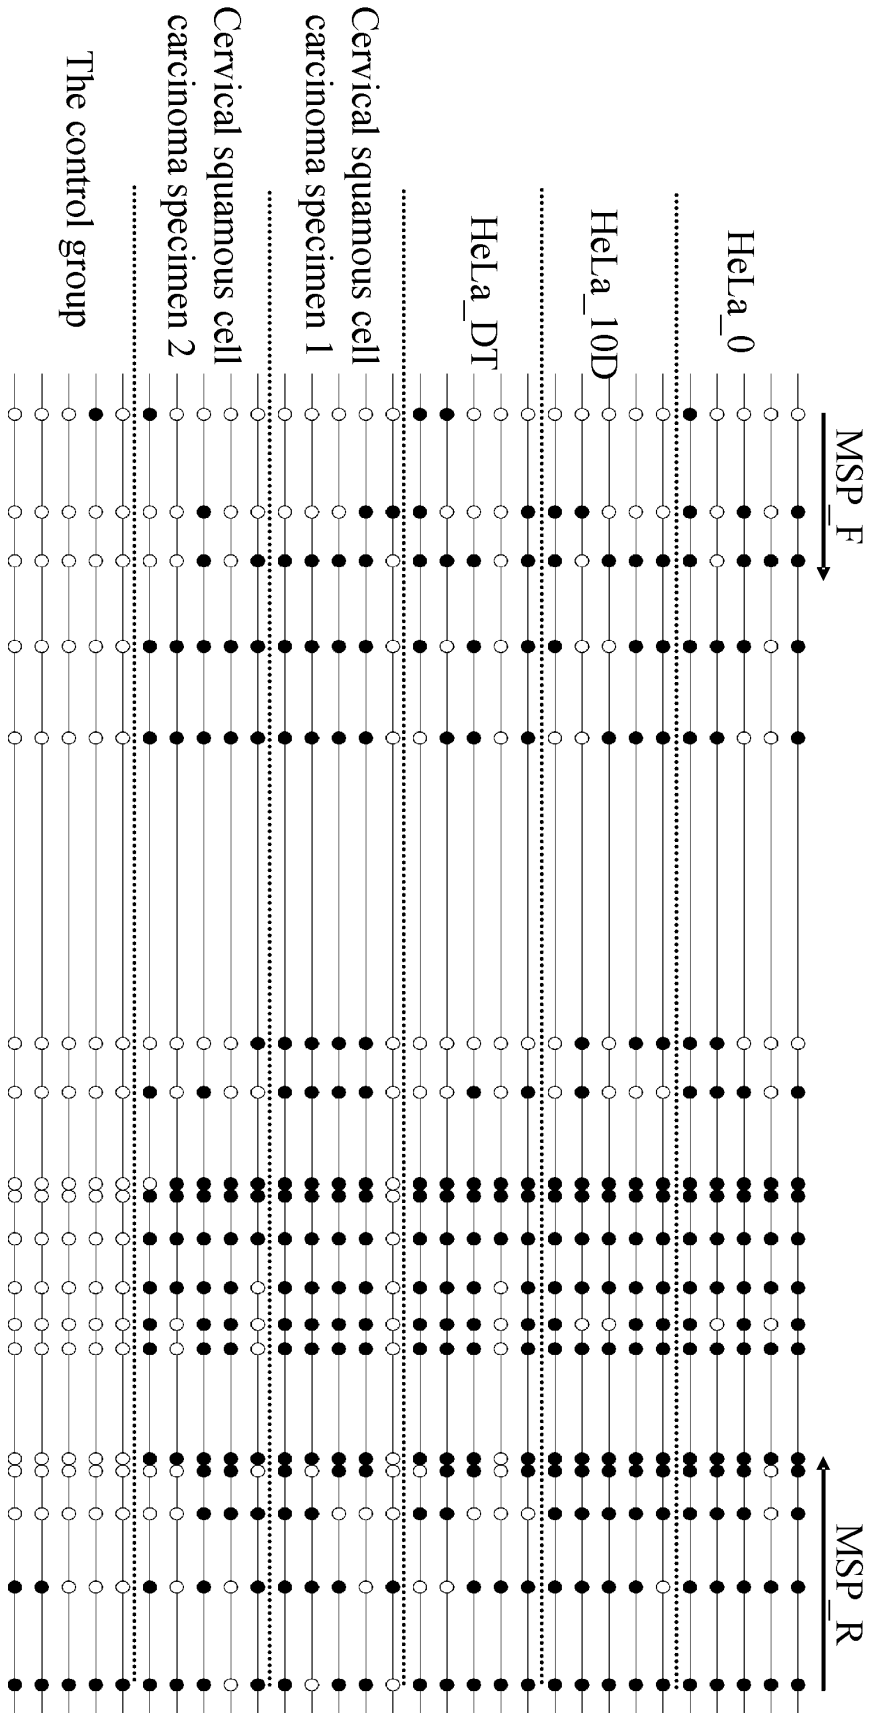 MSP_F
MSP_R
HeLa_0
HeLa_10D
HeLa_DT
Cervical squamous cell
carcinoma specimen 1
Cervical squamous cell
carcinoma specimen 2
The control group